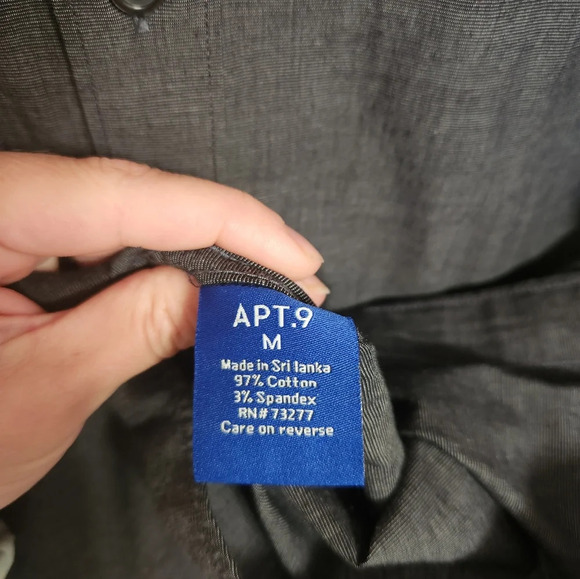 APT.9
M
Made in Sri lanka
97% Cotton
3% Spandex
RN# 73277
Care on reverse